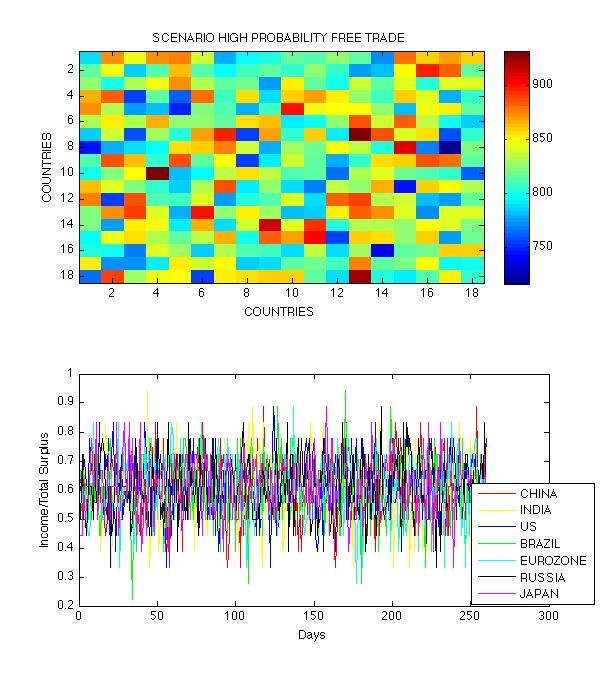 SCENARIO HIGH PROBABILITY FREE TRADE
COUNTRIES
2
4
6
8
10
12
14
16
18
2 4 6 8 10 12 14 16 18
COUNTRIES
900
850
800
750
Income/Total Surplus
1
0.9
0.8
0.7
0.6
0.5
0.4
0.3
0.2
0 50 100 150 200 250 300
Days
CHINA
INDIA
US
BRAZIL
EUROZONE
RUSSIA
JAPAN